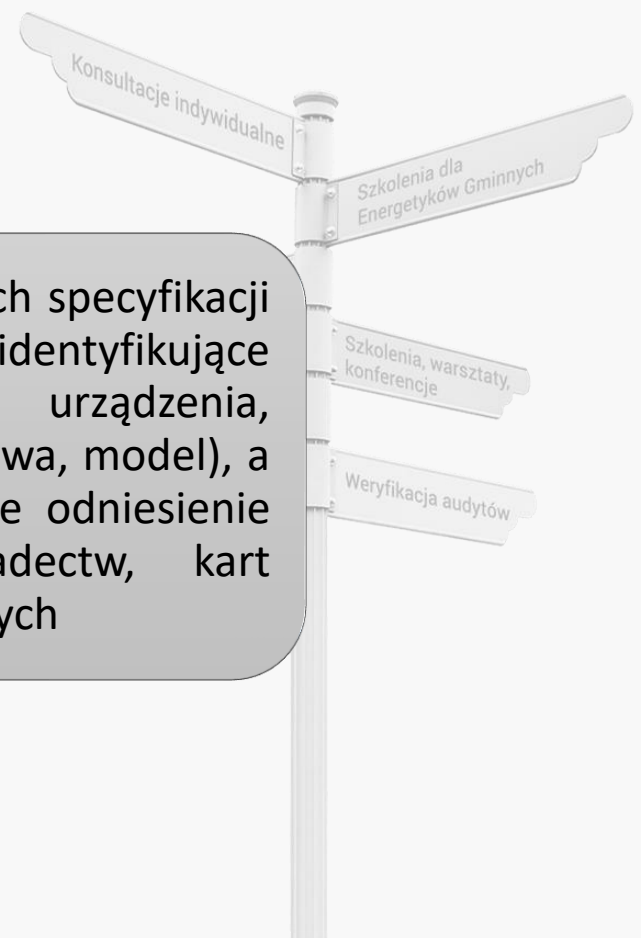 Konsultacje indywidualne
Szkolenia dla
Energetyków Gminnych
ch specyfikacji
identyfikujące
urządzenia,
wa, model), a
e odniesienie
adectw, kart
ych
Szkolenia, warsztaty,
konferencje
Weryfikacja audytów